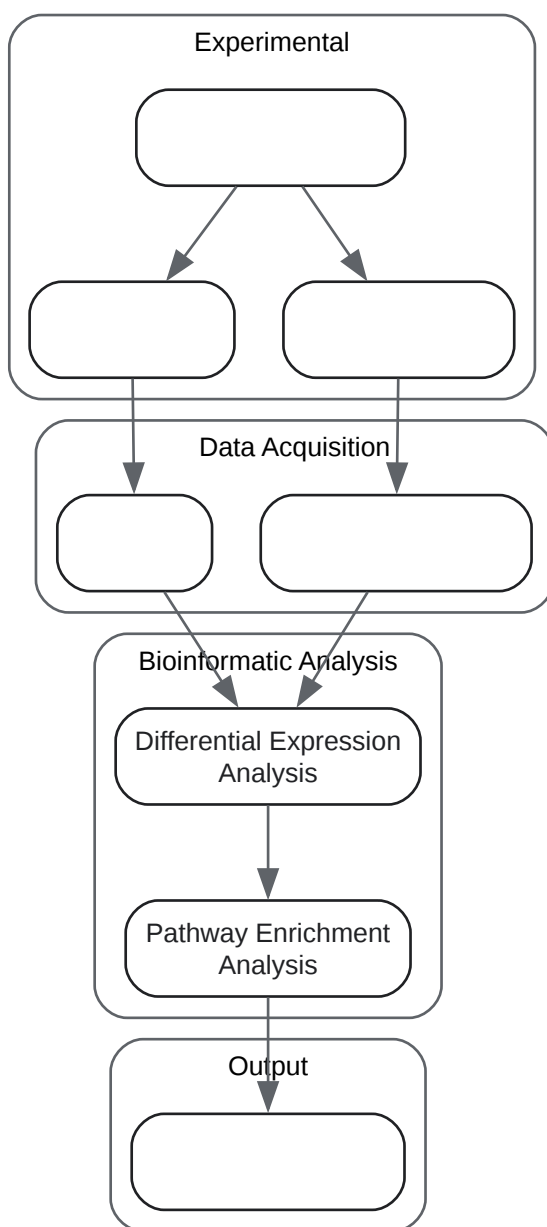 Experimental
Data Acquisition
Bioinformatic Analysis
Differential Expression
Analysis
Pathway Enrichment
Analysis
Output